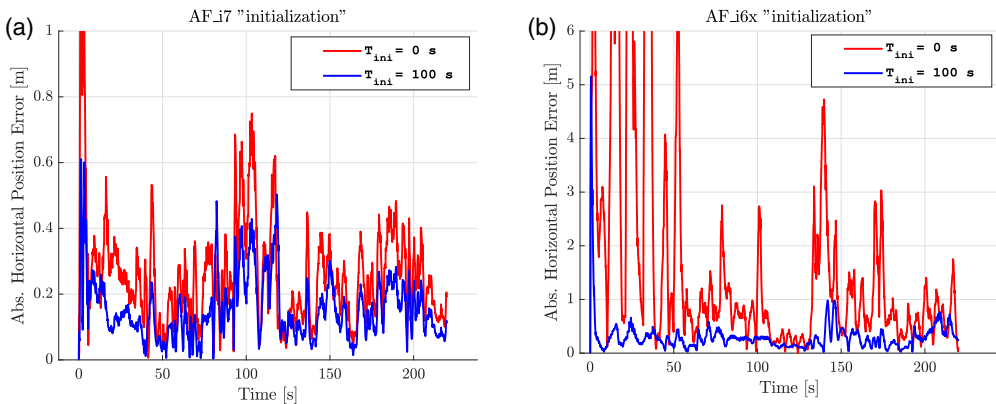 (a)
AF_i7 "initialization"
Abs. Horizontal Position Error [m]
1
0.8
0.6
0.4
0.2
0
T_ini = 0 s
T_ini = 100 s
0 50 100 150 200
Time [s]
(b)
AF_i6x "initialization"
Abs. Horizontal Position Error [m]
6
5
4
3
2
1
0
T_ini = 0 s
T_ini = 100 s
0 50 100 150 200
Time [s]